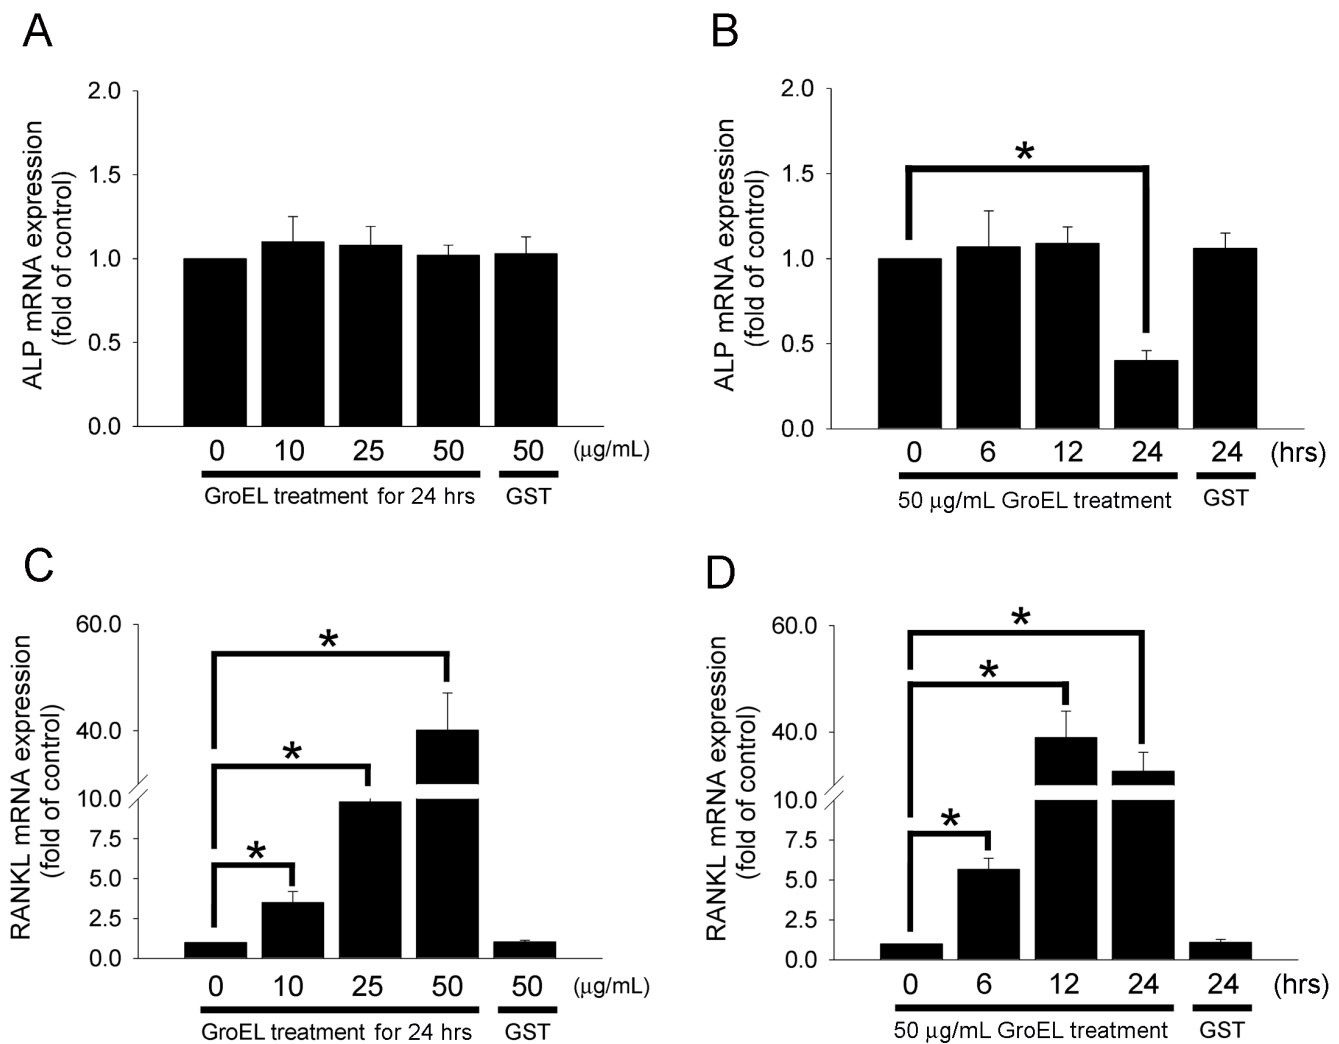 A
ALP mRNA expression
(fold of control)
2.0
1.5
1.0
0.5
0.0
0 10 25 50 50 (μg/mL)
GroEL treatment for 24 hrs GST
B
ALP mRNA expression
(fold of control)
2.0
1.5
*
1.0
0.5
0.0
0 6 12 24 24 (hrs)
50 μg/mL GroEL treatment GST
C
RANKL mRNA expression
(fold of control)
60.0
*
40.0
*
10.0
7.5
*
5.0
2.5
0.0
0 10 25 50 50 (μg/mL)
GroEL treatment for 24 hrs GST
D
RANKL mRNA expression
(fold of control)
60.0
*
*
40.0
10.0
*
7.5
5.0
2.5
0.0
0 6 12 24 24 (hrs)
50 μg/mL GroEL treatment GST